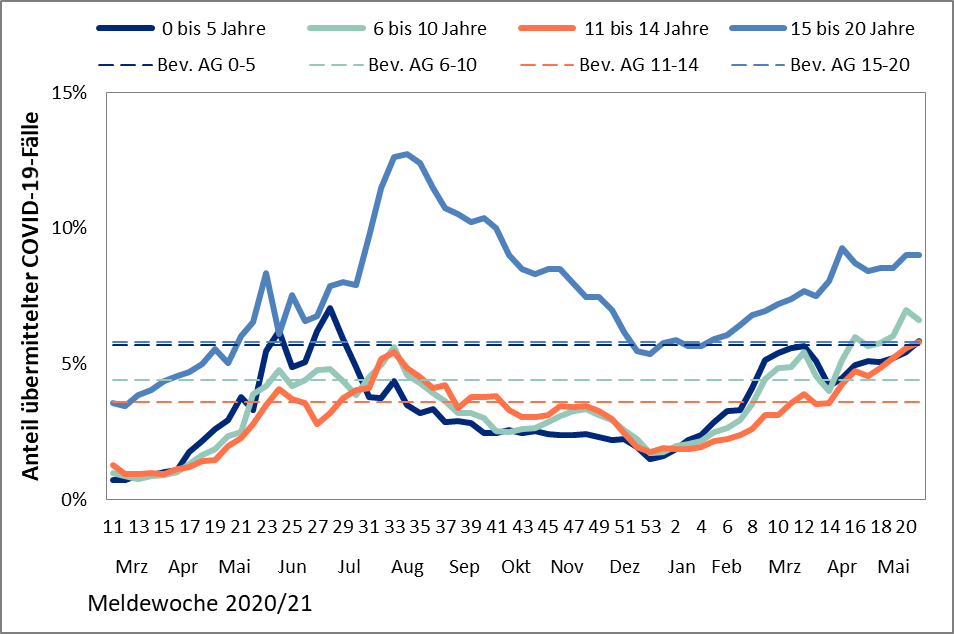 0 bis 5 Jahre 6 bis 10 Jahre 11 bis 14 Jahre 15 bis 20 Jahre
Bev. AG 0-5 Bev. AG 6-10 Bev. AG 11-14 Bev. AG 15-20
Anteil übermittelter COVID-19-Fälle
15%
10%
5%
0%
11 13 15 17 19 21 23 25 27 29 31 33 35 37 39 41 43 45 47 49 51 53 2 4 6 8 10 12 14 16 18 20
Mrz Apr Mai Jun Jul Aug Sep Okt Nov Dez Jan Feb Mrz Apr Mai
Meldewoche 2020/21